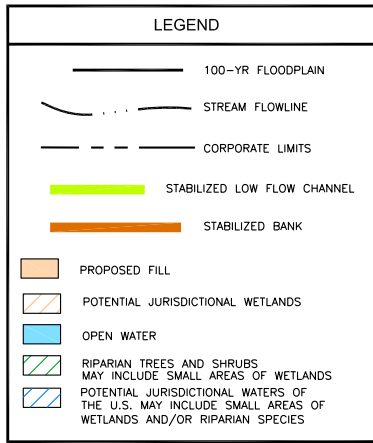 LEGEND
100-YR FLOODPLAIN
STREAM FLOWLINE
CORPORATE LIMITS
STABILIZED LOW FLOW CHANNEL
STABILIZED BANK
PROPOSED FILL
POTENTIAL JURISDICTIONAL WETLANDS
OPEN WATER
RIPARIAN TREES AND SHRUBS
MAY INCLUDE SMALL AREAS OF WETLANDS
POTENTIAL JURISDICTIONAL WATERS OF
THE U.S. MAY INCLUDE SMALL AREAS OF
WETLANDS AND/OR RIPARIAN SPECIES